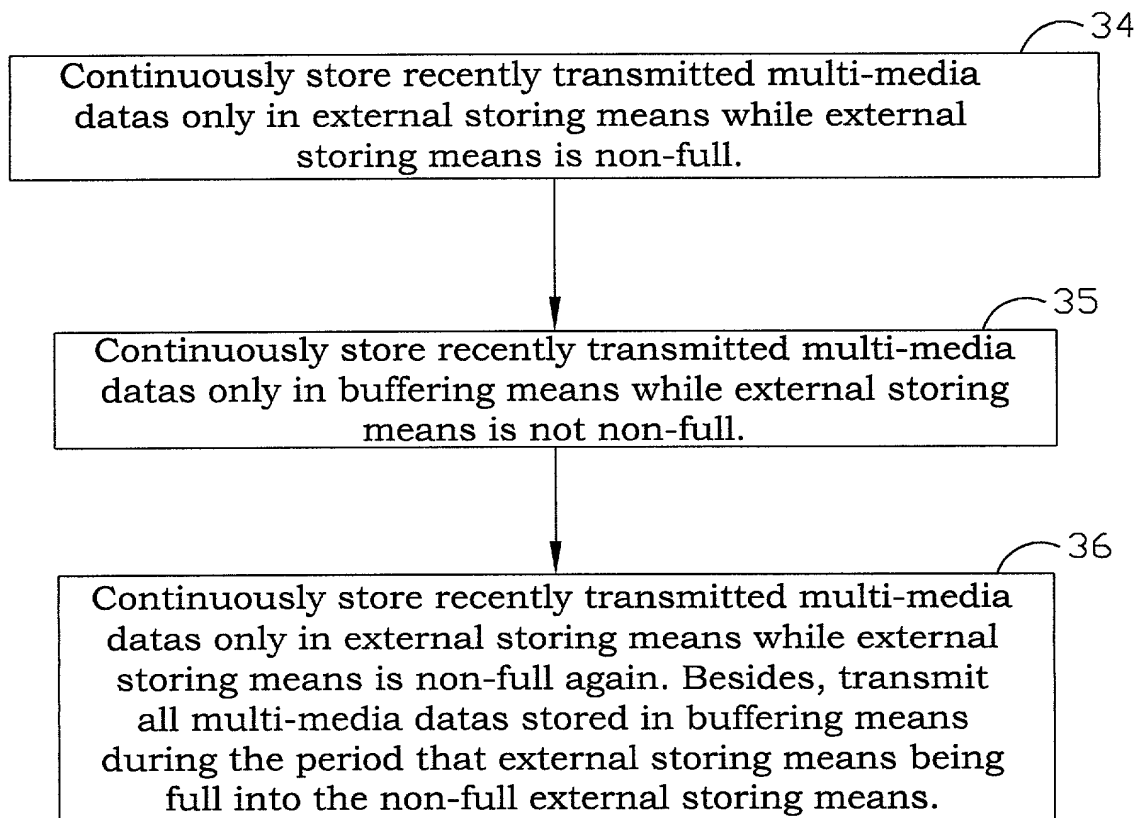 34
Continuously store recently transmitted multi-media
datas only in external storing means while external
storing means is non-full.
35
Continuously store recently transmitted multi-media
datas only in buffering means while external storing
means is not non-full.
36
Continuously store recently transmitted multi-media
datas only in external storing means while external
storing means is non-full again. Besides, transmit
all multi-media datas stored in buffering means
during the period that external storing means being
full into the non-full external storing means.